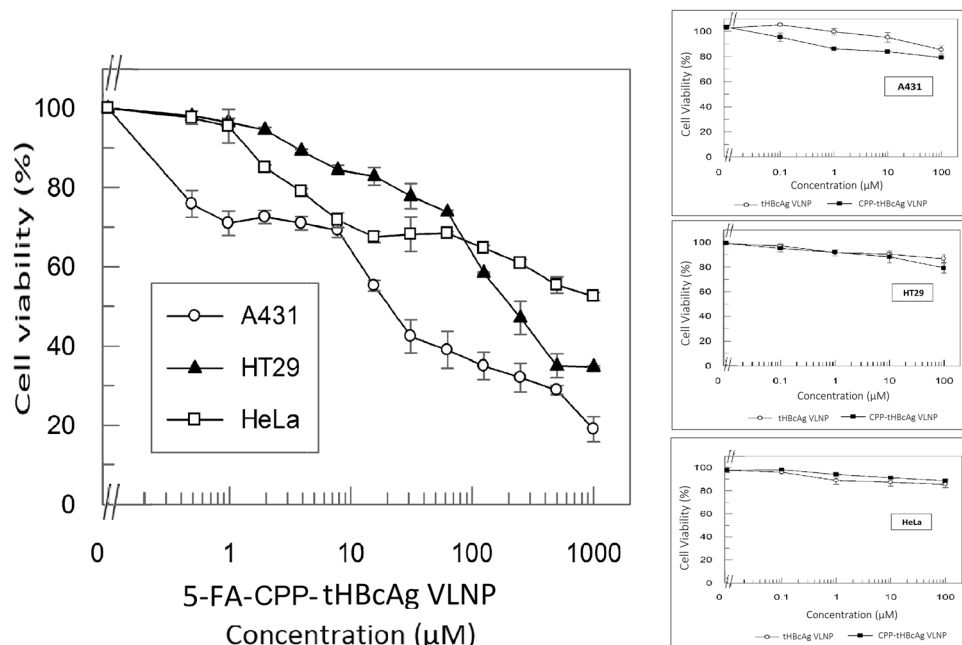 Cell viability (%)
100
80
60
40
20
0
A431
HT29
HeLa
0 1 10 100 1000
5-FA-CPP-tHBcAg VLNP
Concentration (µM)
Cell Viability (%)
100
80
60
40
20
0
A431
0 0.1 1 10 100
Concentration (µM)
tHBcAg VLNP CPP-tHBcAg VLNP
Cell Viability (%)
100
80
60
40
20
0
HT29
0 0.1 1 10 100
Concentration (µM)
tHBcAg VLNP CPP-tHBcAg VLNP
Cell Viability (%)
100
80
60
40
20
0
HeLa
0 0.1 1 10 100
Concentration (µM)
tHBcAg VLNP CPP-tHBcAg VLNP